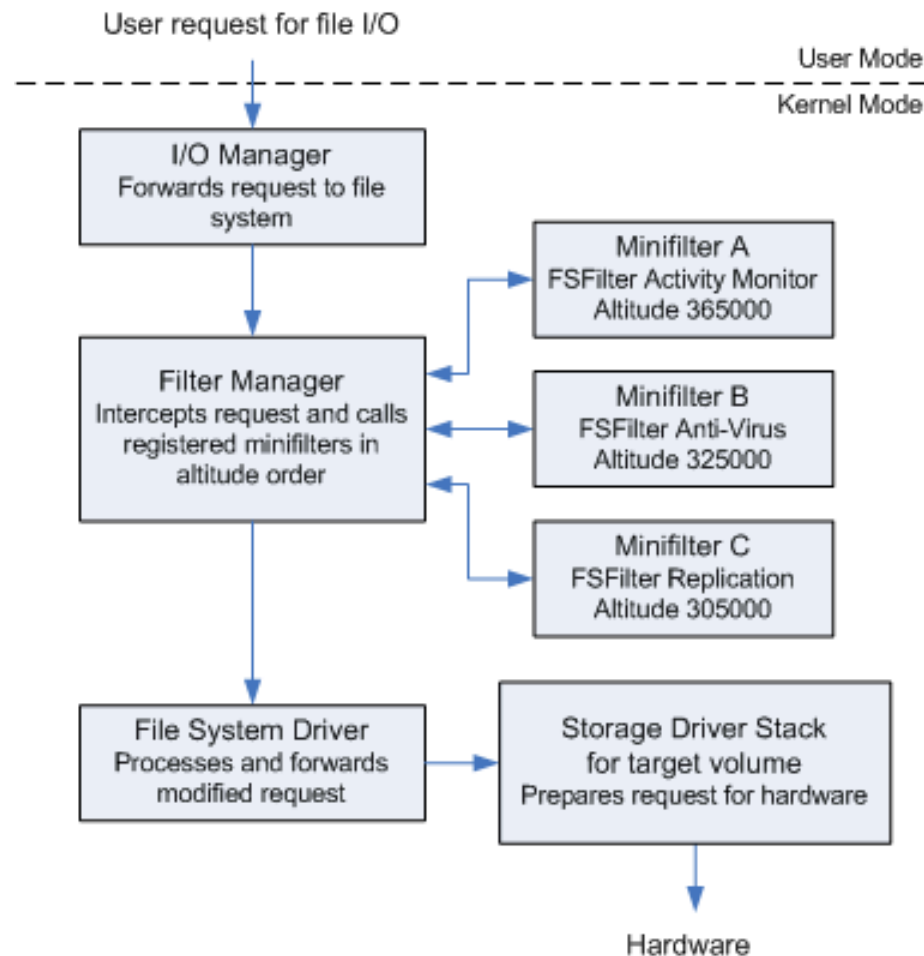 User request for file I/O
User Mode
Kernel Mode
I/O Manager
Forwards request to file
system
Minifilter A
FSFilter Activity Monitor
Altitude 365000
Filter Manager
Intercepts request and calls
registered minifilters in
altitude order
Minifilter B
FSFilter Anti-Virus
Altitude 325000
Minifilter C
FSFilter Replication
Altitude 305000
File System Driver
Processes and forwards
modified request
Storage Driver Stack
for target volume
Prepares request for hardware
Hardware